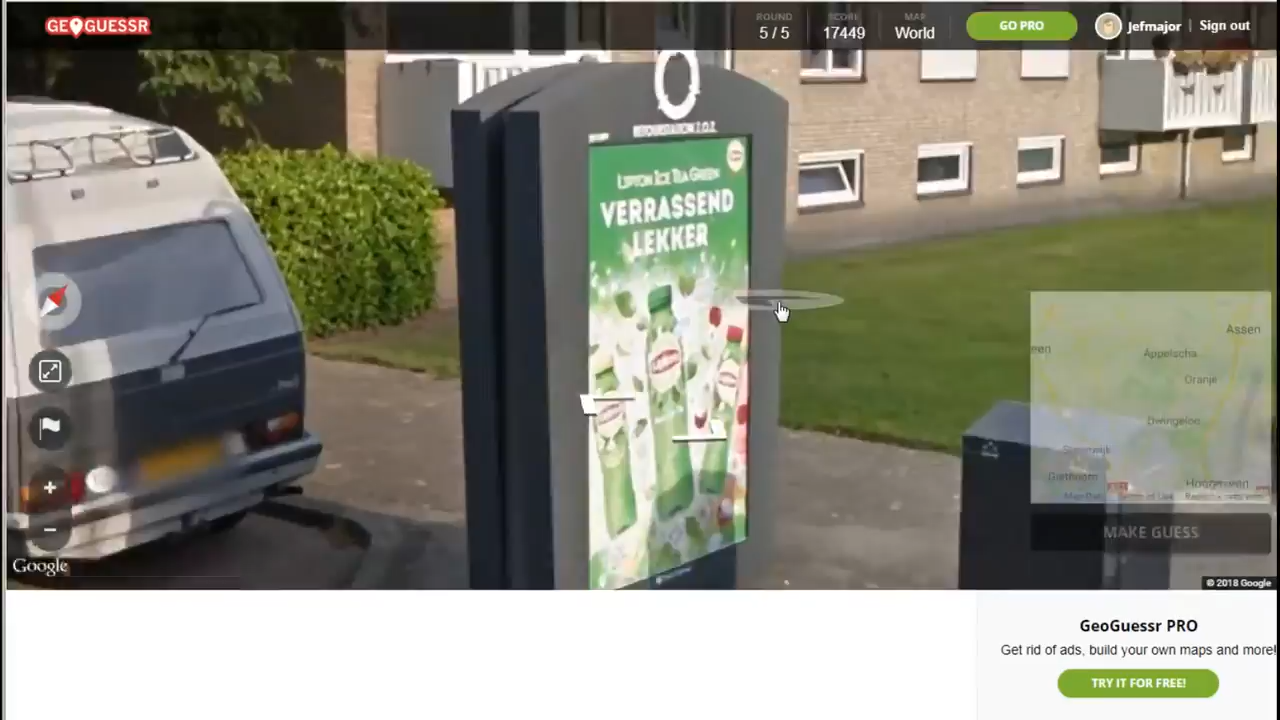 GEOGUESSR
ROUND
5 / 5
SCORE
17449
MAP
World
GO PRO
Jefmajor
Sign out
LIPTON ICE TEA GREEN
VERRASSEND
LEKKER
Assen
Appelscha
Oranje
Dwingeloo
Steenwijk
Giethoorn
Hoogeveen
MAKE GUESS
Google
© 2018 Google
GeoGuessr PRO
Get rid of ads, build your own maps and more!
TRY IT FOR FREE!